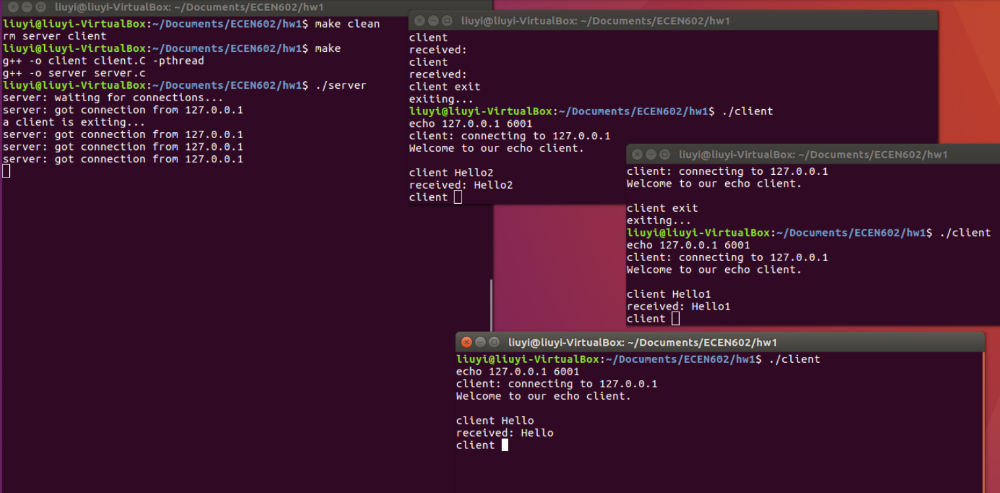 liuyi@liuyi-VirtualBox: ~/Documents/ECEN602/hw1
liuyi@liuyi-VirtualBox:~/Documents/ECEN602/hw1$ make clean
rm server client
liuyi@liuyi-VirtualBox:~/Documents/ECEN602/hw1$ make
g++ -o client client.C -pthread
g++ -o server server.c
liuyi@liuyi-VirtualBox:~/Documents/ECEN602/hw1$ ./server
server: waiting for connections...
server: got connection from 127.0.0.1
a client is exiting...
server: got connection from 127.0.0.1
server: got connection from 127.0.0.1
server: got connection from 127.0.0.1
liuyi@liuyi-VirtualBox: ~/Documents/ECEN602/hw1
client
received:
client
received:
client exit
exiting...
liuyi@liuyi-VirtualBox:~/Documents/ECEN602/hw1$ ./client
echo 127.0.0.1 6001
client: connecting to 127.0.0.1
Welcome to our echo client.
client Hello2
received: Hello2
client
liuyi@liuyi-VirtualBox: ~/Documents/ECEN602/hw1
client: connecting to 127.0.0.1
Welcome to our echo client.
client exit
exiting...
liuyi@liuyi-VirtualBox:~/Documents/ECEN602/hw1$ ./client
echo 127.0.0.1 6001
client: connecting to 127.0.0.1
Welcome to our echo client.
client Hello1
received: Hello1
client
liuyi@liuyi-VirtualBox: ~/Documents/ECEN602/hw1
liuyi@liuyi-VirtualBox:~/Documents/ECEN602/hw1$ ./client
echo 127.0.0.1 6001
client: connecting to 127.0.0.1
Welcome to our echo client.
client Hello
received: Hello
client